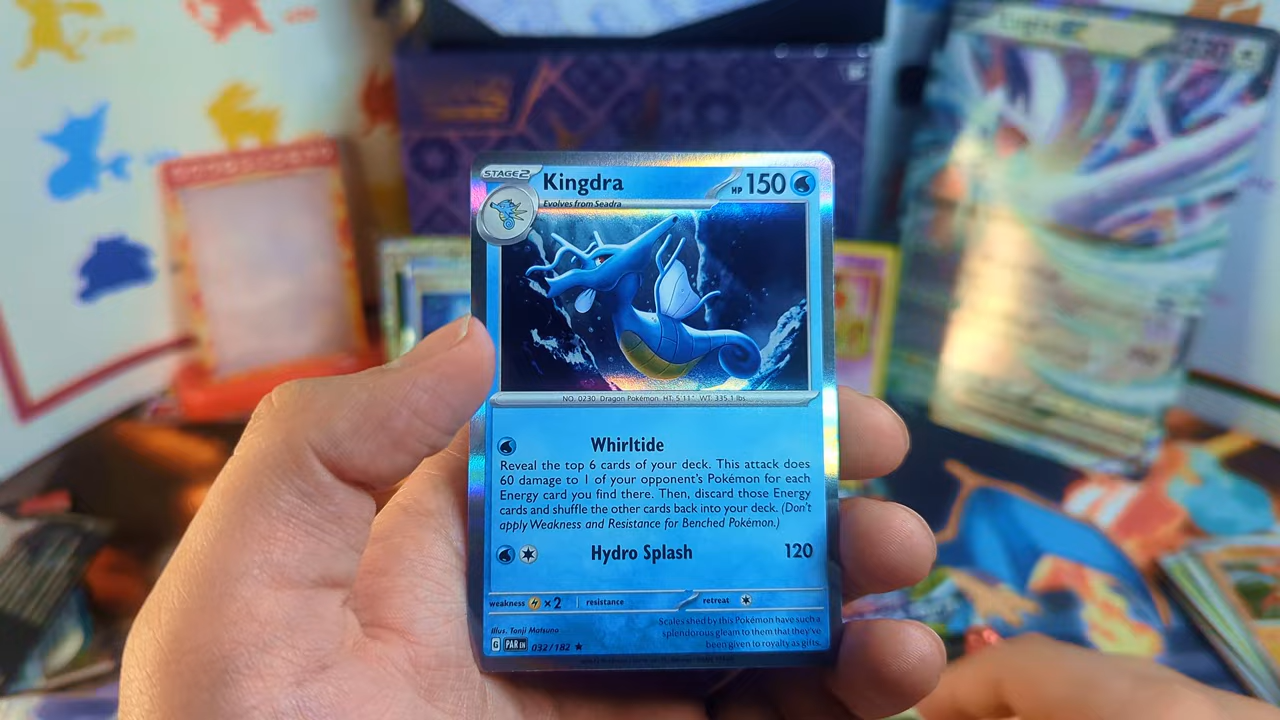 STAGE2
Kingdra
HP 150
Evolves from Seadra
NO. 0230 Dragon Pokémon HT: 5'11" WT: 335.1 lbs
Whirltide
Reveal the top 6 cards of your deck. This attack does
60 damage to 1 of your opponent's Pokémon for each
Energy card you find there. Then, discard those Energy
cards and shuffle the other cards back into your deck. (Don't
apply Weakness and Resistance for Benched Pokémon.)
Hydro Splash 120
weakness ×2 resistance retreat
Illus. Tonji Matsuno
Scales shed by this Pokémon have such a
splendorous gleam to them that they've
been given to royalty as gifts.
G PAR EN 032/182